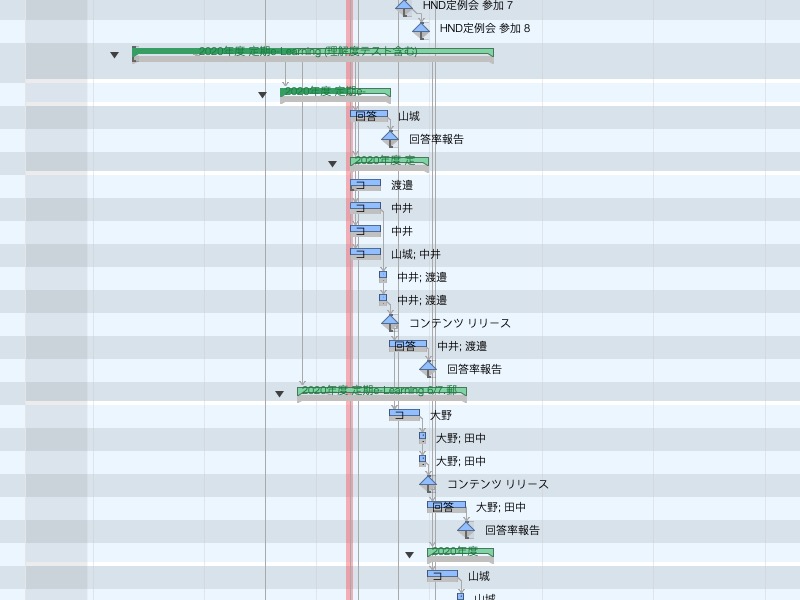 HND定例会 参加 7
HND定例会 参加 8
2020年度 定期e-Learning (理解度テスト含む)
2020年度 定期e-
回答 山城
回答率報告
2020年度 定
コ 渡邉
コ 中井
コ 中井
コ 山城; 中井
中井; 渡邉
中井; 渡邉
コンテンツ リリース
回答 中井; 渡邉
回答率報告
2020年度 定期e-Learning 6/7.郵
コ 大野
大野; 田中
大野; 田中
コンテンツ リリース
回答 大野; 田中
回答率報告
2020年度
コ 山城
山城